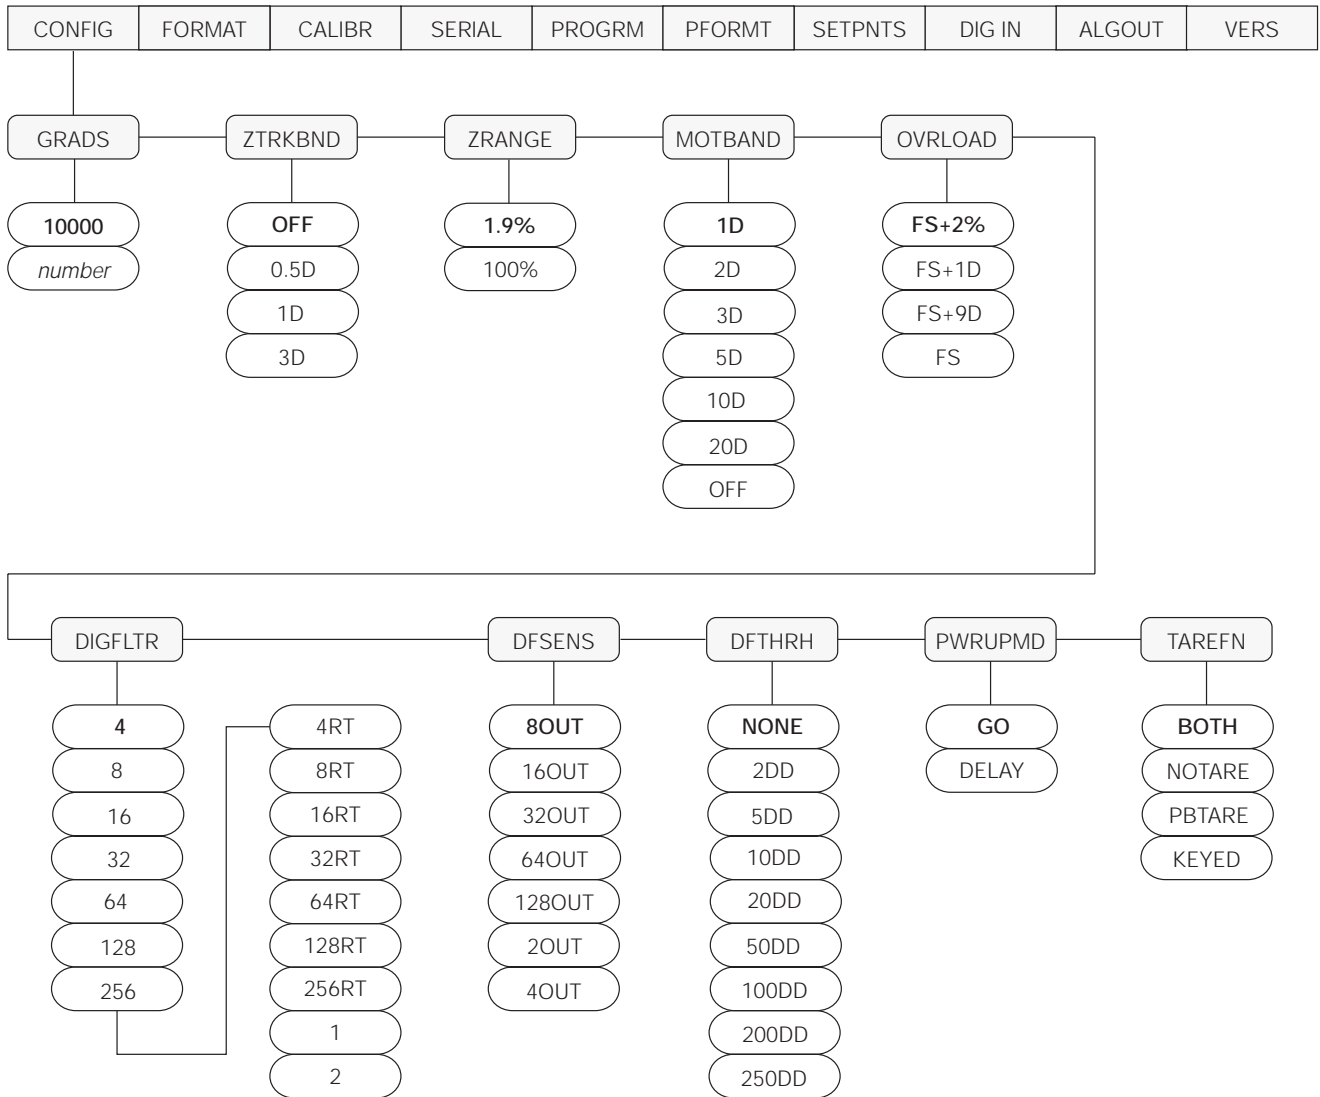 CONFIG FORMAT CALIBR SERIAL PROGRM PFORMT SETPNTS DIG IN ALGOUT VERS
GRADS ZTRKBND ZRANGE MOTBAND OVRLOAD
10000 OFF 1.9% 1D FS+2%
number 0.5D 100% 2D FS+1D
1D 3D FS+9D
3D 5D FS
10D
20D
OFF
DIGFLTR DFSENS DFTHRH PWRUPMD TAREFN
4 4RT 8OUT NONE GO BOTH
8 8RT 16OUT 2DD DELAY NOTARE
16 16RT 32OUT 5DD PBTARE
32 32RT 64OUT 10DD KEYED
64 64RT 128OUT 20DD
128 128RT 2OUT 50DD
256 256RT 4OUT 100DD
1 200DD
2 250DD